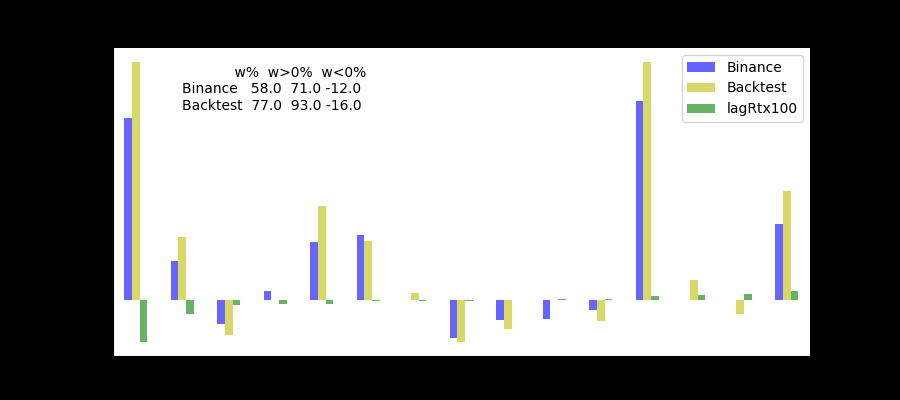 w% w>0% w<0%
Binance 58.0 71.0 -12.0
Backtest 77.0 93.0 -16.0
Binance
Backtest
lagRtx100